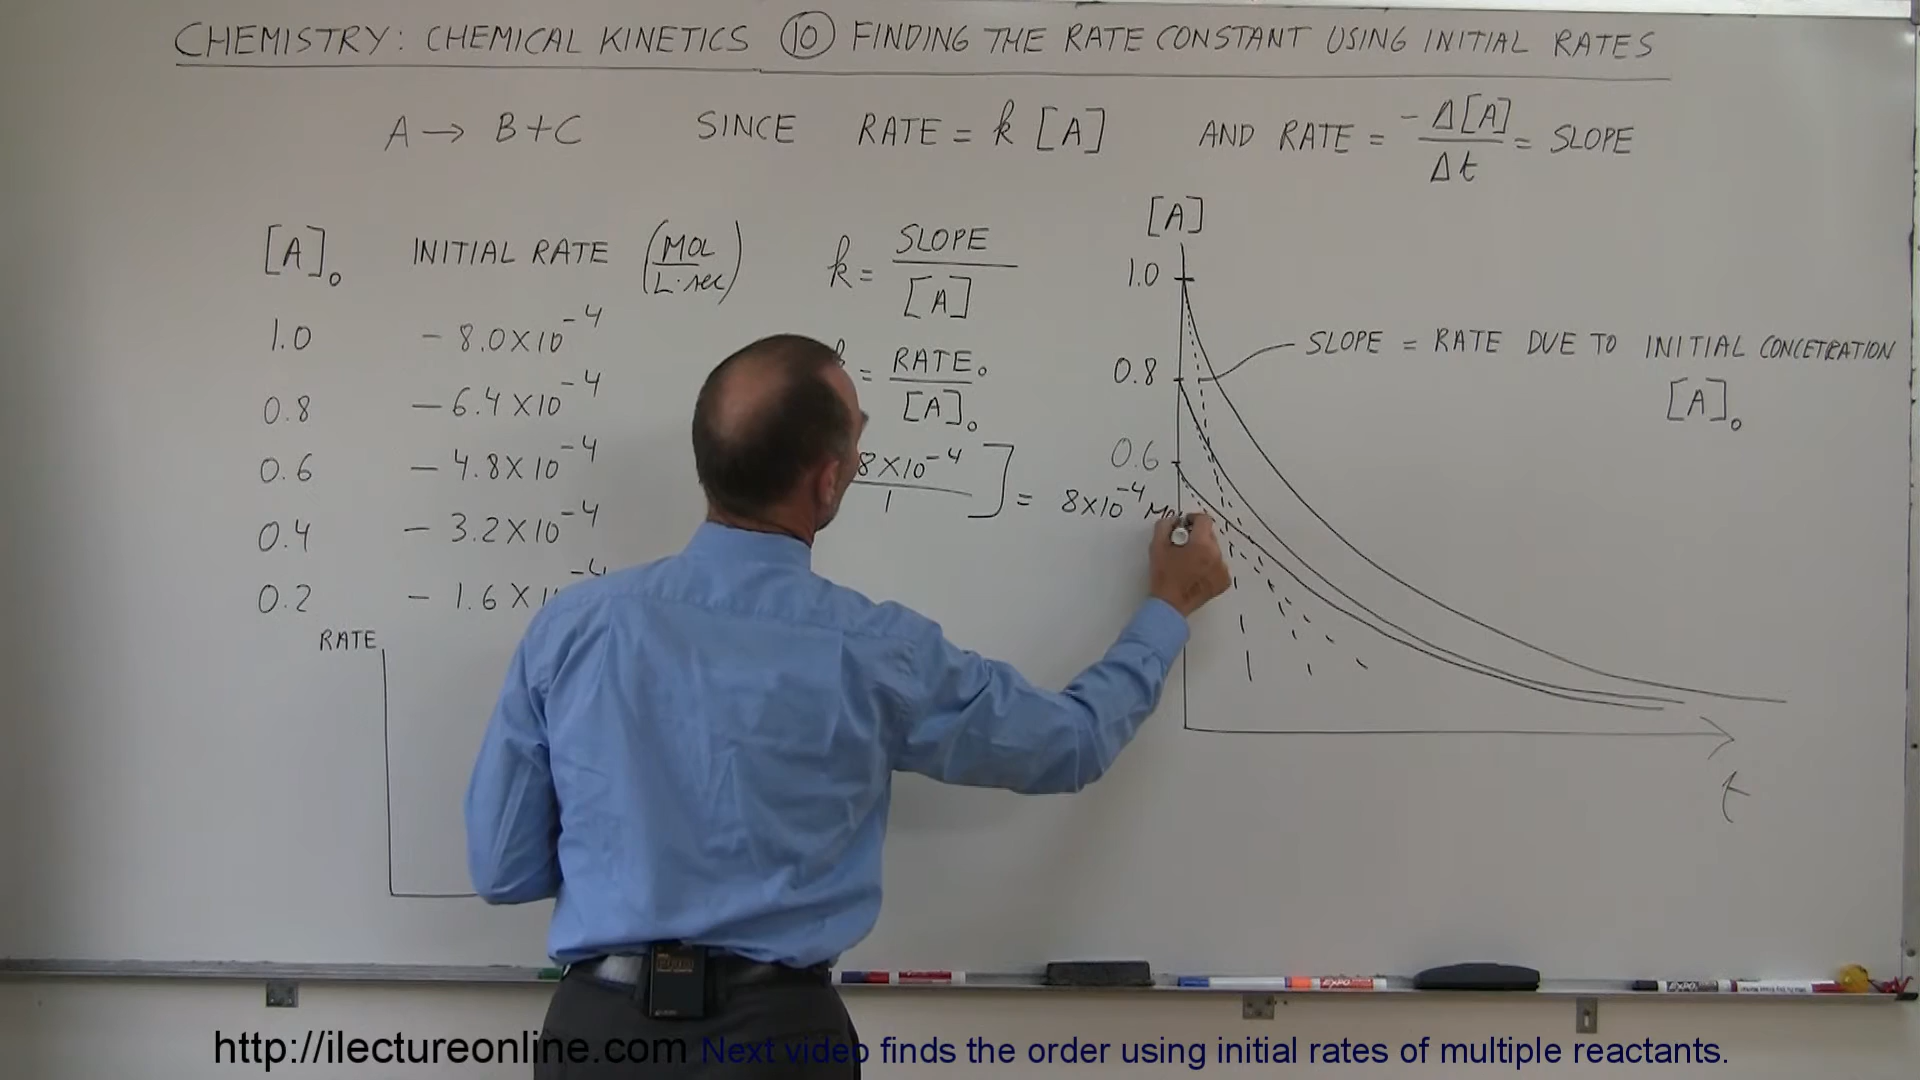 CHEMISTRY: CHEMICAL KINETICS 10 FINDING THE RATE CONSTANT USING INITIAL RATES
A → B+C SINCE RATE = k [A] AND RATE = -Δ[A]/Δt = SLOPE
[A]₀ INITIAL RATE (MOL/L·sec)
1.0 - 8.0×10⁻⁴
0.8 - 6.4×10⁻⁴
0.6 - 4.8×10⁻⁴
0.4 - 3.2×10⁻⁴
0.2 - 1.6×
RATE
k = SLOPE/[A]
= RATE₀/[A]₀
8×10⁻⁴/1 ] = 8×10⁻⁴
[A]
1.0
0.8
0.6
t
SLOPE = RATE DUE TO INITIAL CONCETRATION
[A]₀
EXPO
EXPO
http://ilectureonline.com Next video finds the order using initial rates of multiple reactants.